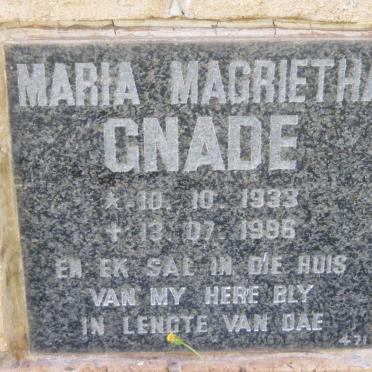 MARIA MAGRIETHA
GNADE
* 10. 10. 1933
+ 13. 07. 1996
EN EK SAL IN DIE HUIS
VAN MY HERE BLY
IN LENGTE VAN DAE
471